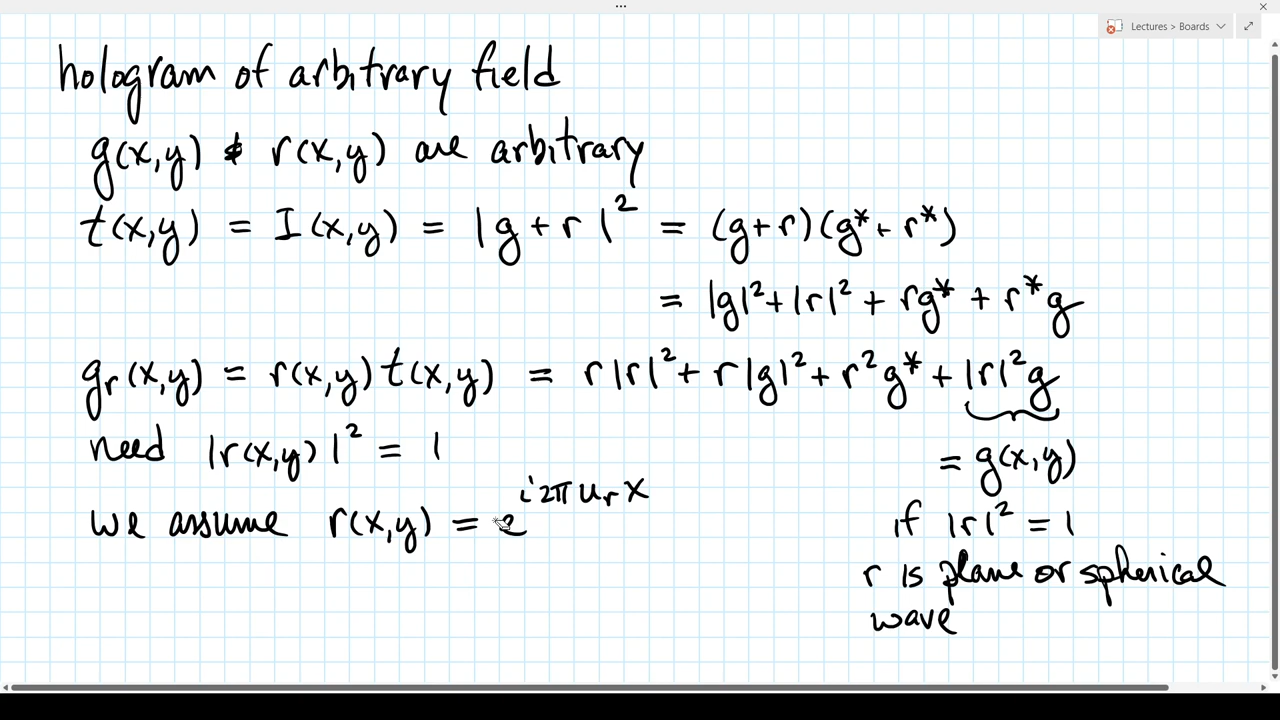 Lectures > Boards
hologram of arbitrary field
g(x,y) & r(x,y) are arbitrary
t(x,y) = I(x,y) = |g + r|² = (g+r)(g* + r*)
= |g|² + |r|² + rg* + r*g
gᵣ(x,y) = r(x,y) t(x,y) = r|r|² + r|g|² + r²g* + |r|²g
need |r(x,y)|² = 1
= g(x,y)
we assume r(x,y) = e^{i2πuᵣx}
if |r|² = 1
r is plane or spherical
wave